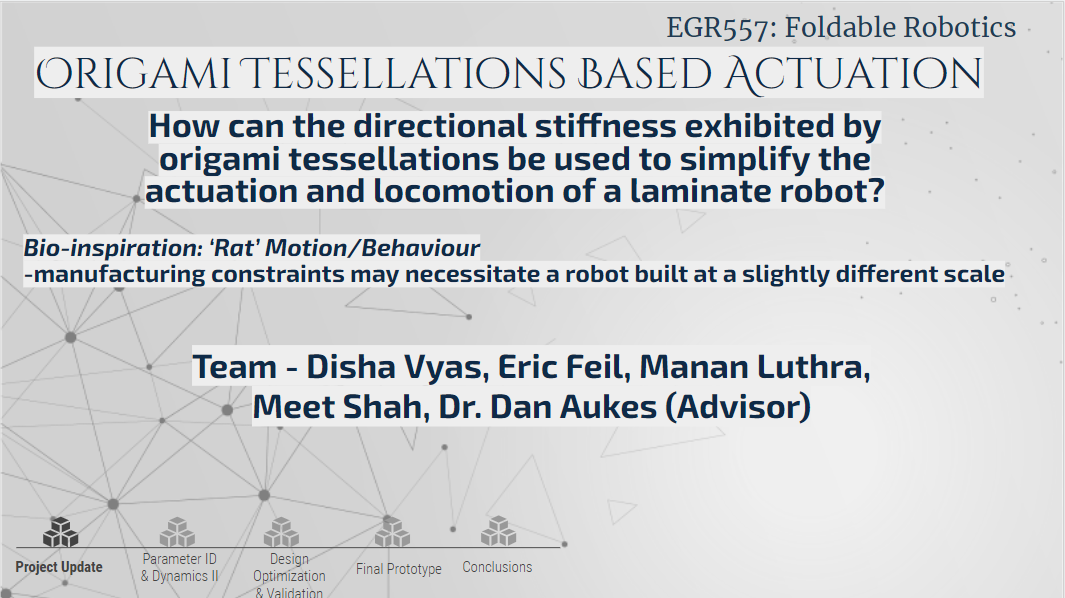 EGR557: Foldable Robotics
ORIGAMI TESSELLATIONS BASED ACTUATION
How can the directional stiffness exhibited by
origami tessellations be used to simplify the
actuation and locomotion of a laminate robot?
Bio-inspiration: ‘Rat’ Motion/Behaviour
-manufacturing constraints may necessitate a robot built at a slightly different scale
Team - Disha Vyas, Eric Feil, Manan Luthra,
Meet Shah, Dr. Dan Aukes (Advisor)
Project Update
Parameter ID
& Dynamics II
Design
Optimization
& Validation
Final Prototype
Conclusions